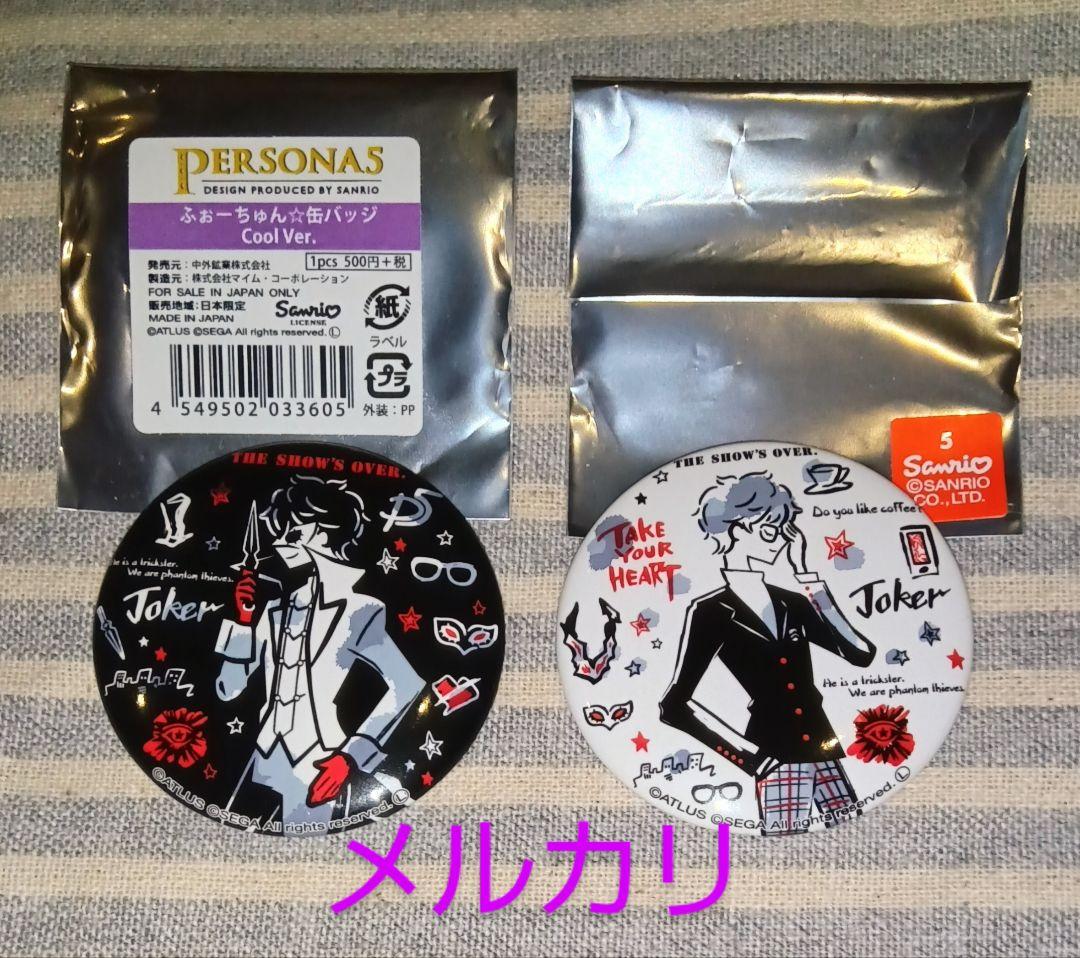 PERSONA5
DESIGN PRODUCED BY SANRIO
ふぉーちゅん☆缶バッジ
Cool Ver.
発売元：中外鉱業株式会社
1pcs 500円+税
製造元：株式会社マイム・コーポレーション
FOR SALE IN JAPAN ONLY
販売地域：日本限定
Sanrio
LICENSE
MADE IN JAPAN
©ATLUS ©SEGA All rights reserved. Ⓛ
紙
ラベル
プラ
外装：PP
4 549502 033605
5
Sanrio
©SANRIO
CO., LTD.
THE SHOW'S OVER.
P5
He is a trickster.
We are phantom thieves.
Joker
©ATLUS ©SEGA All rights reserved. Ⓛ
THE SHOW'S OVER.
Do you like coffee
TAKE
YOUR
HEART
Joker
He is a trickster.
We are phantom thieves.
©ATLUS ©SEGA All rights reserved. Ⓛ
メルカリ